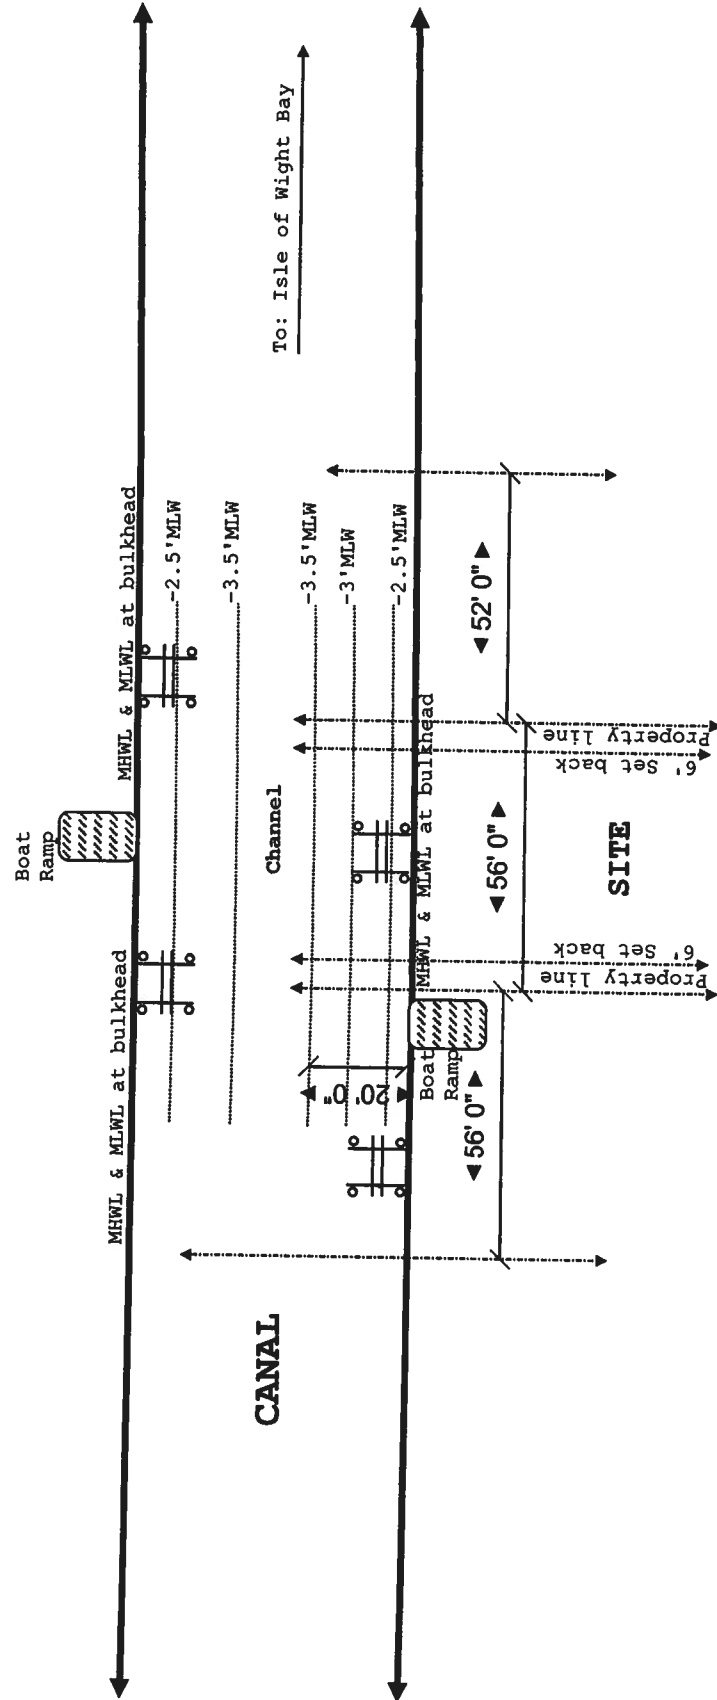 To: Isle of Wight Bay
MHWL & MLWL at bulkhead
-2.5'MLW
-3.5'MLW
-3.5'MLW
-3'MLW
-2.5'MLW
52' 0"
Boat
Ramp
Channel
MHWL & MLWL at bulkhead
Property line
6' Set back
56' 0"
SITE
6' Set back
Property line
MHWL & MLWL at bulkhead
20' 0"
Boat
Ramp
56' 0"
CANAL